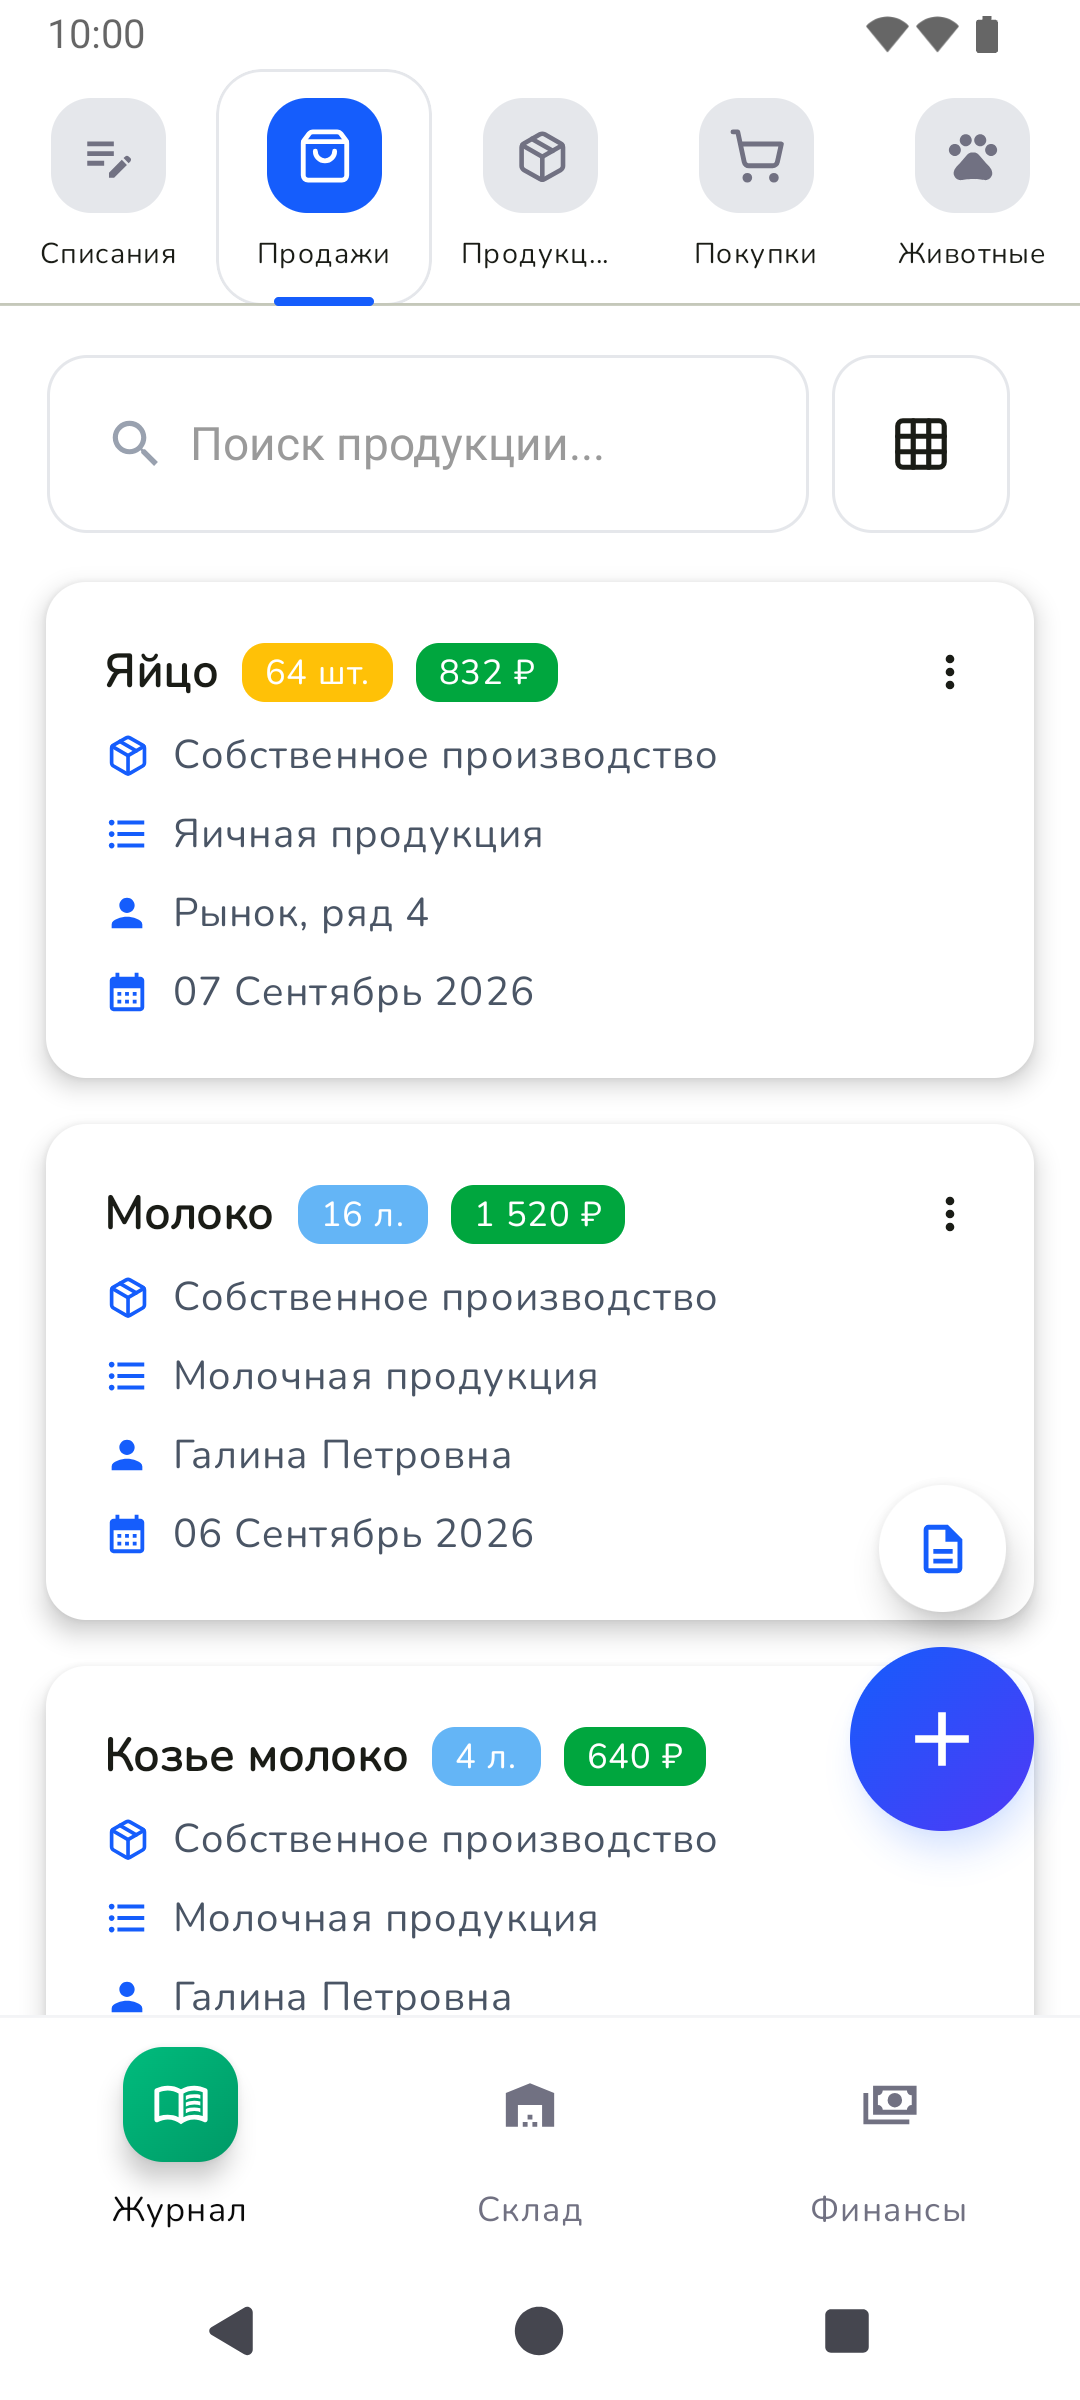 10:00
Списания
Продажи
Продукц...
Покупки
Животные
Поиск продукции...
Яйцо 64 шт. 832 ₽
Собственное производство
Яичная продукция
Рынок, ряд 4
07 Сентябрь 2026
Молоко 16 л. 1 520 ₽
Собственное производство
Молочная продукция
Галина Петровна
06 Сентябрь 2026
Козье молоко 4 л. 640 ₽
Собственное производство
Молочная продукция
Галина Петровна
Журнал
Склад
Финансы